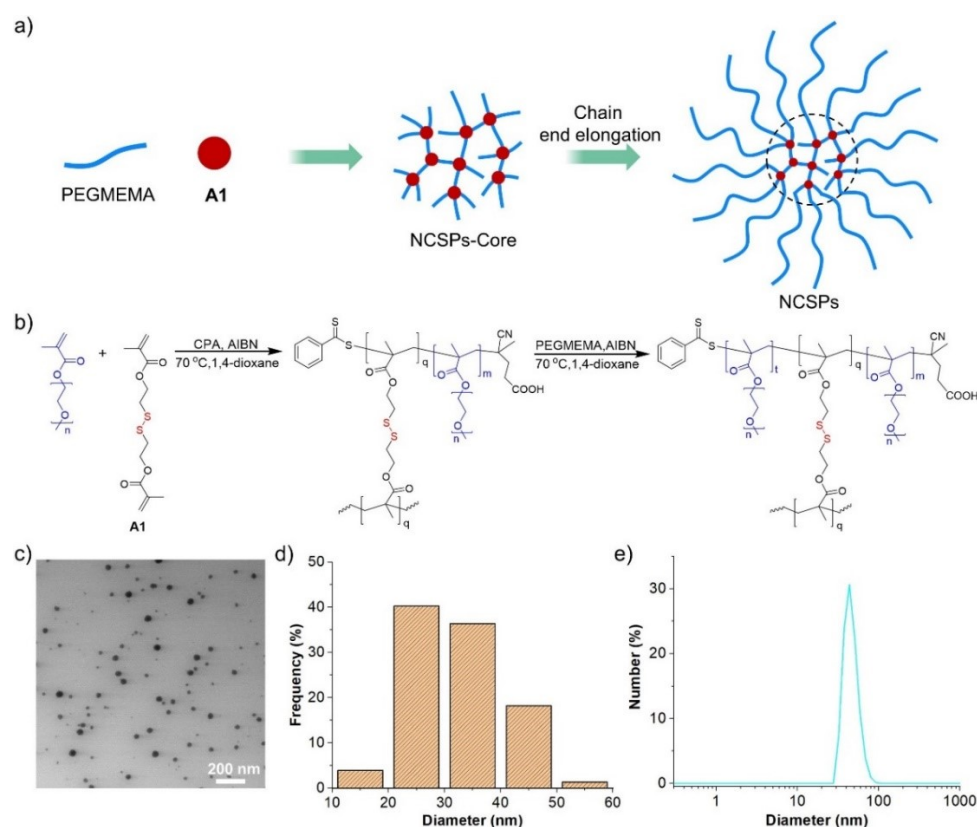 a)
Chain
end elongation
PEGMEMA
A1
NCSPs-Core
NCSPs
b)
O
O
O
n
+
O
O
S
S
O
O
A1
CPA, AIBN
70 °C,1,4-dioxane
S
S
q
m
CN
O
O
O
O
COOH
O
n
S
S
O
O
q
PEGMEMA,AIBN
70 °C,1,4-dioxane
S
S
t
q
m
CN
O
O
O
O
O
O
COOH
O
n
O
n
S
S
O
O
q
c)
200 nm
d)
Frequency (%)
50
40
30
20
10
0
10 20 30 40 50 60
Diameter (nm)
e)
Number (%)
30
20
10
0
1 10 100 1000
Diameter (nm)